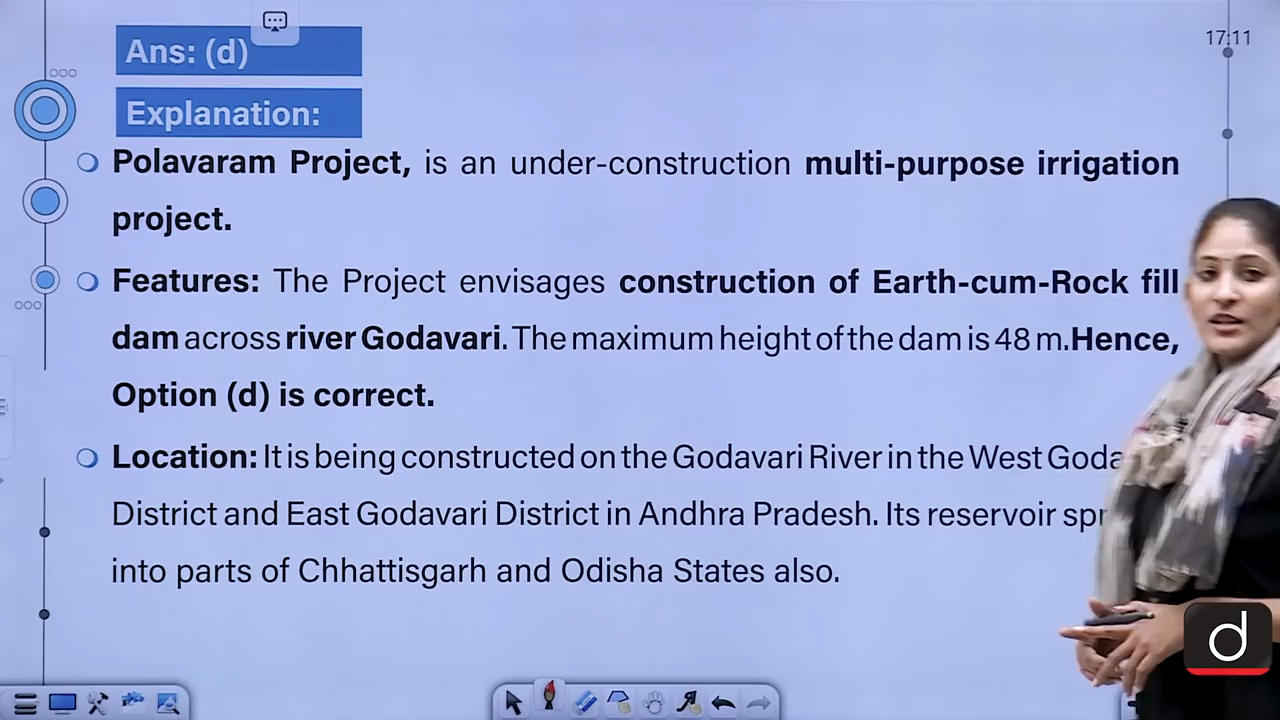 Ans: (d)
17:11
Explanation:
Polavaram Project, is an under-construction multi-purpose irrigation
project.
Features: The Project envisages construction of Earth-cum-Rock fill
dam across river Godavari. The maximum height of the dam is 48 m.Hence,
Option (d) is correct.
Location: It is being constructed on the Godavari River in the West
District and East Godavari District in Andhra Pradesh. Its reservoir
into parts of Chhattisgarh and Odisha States also.
d